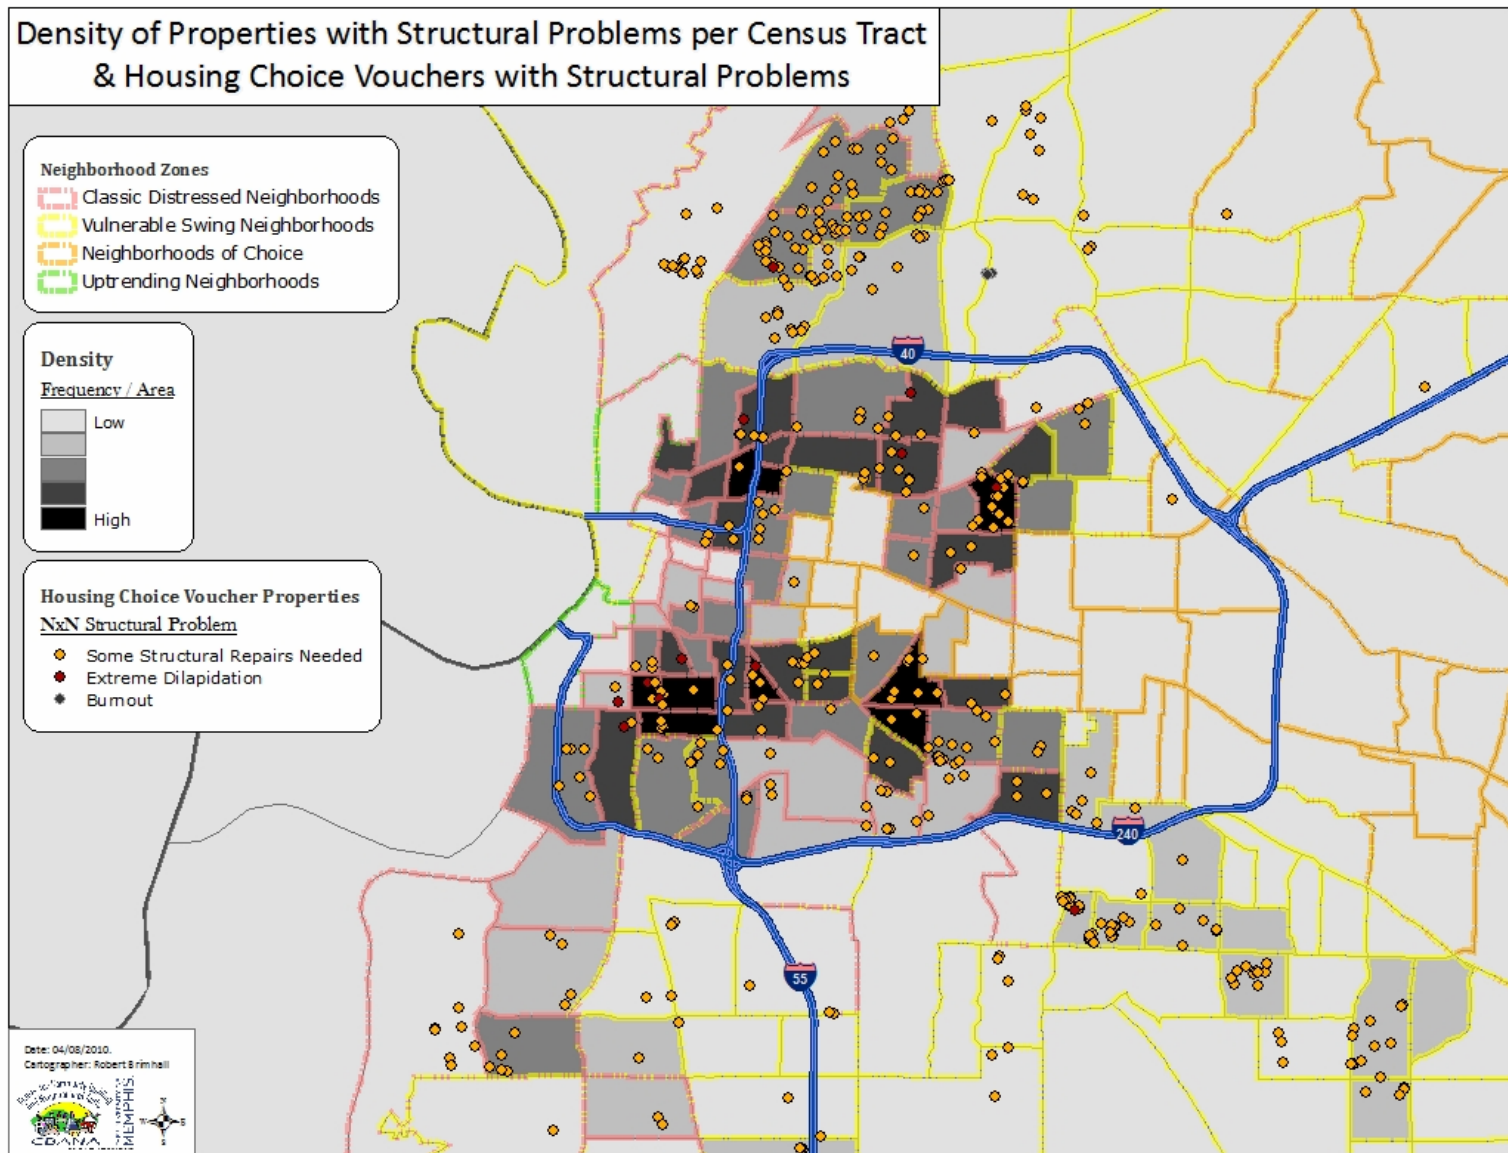 Density of Properties with Structural Problems per Census Tract
& Housing Choice Vouchers with Structural Problems
Neighborhood Zones
Classic Distressed Neighborhoods
Vulnerable Swing Neighborhoods
Neighborhoods of Choice
Uptrending Neighborhoods
Density
Frequency / Area
Low
High
Housing Choice Voucher Properties
NxN Structural Problem
Some Structural Repairs Needed
Extreme Dilapidation
Burnout
40
240
55
Date: 04/08/2010.
Cartographer: Robert Brimhall
CBANA
MEMPHIS
N
W
E
S